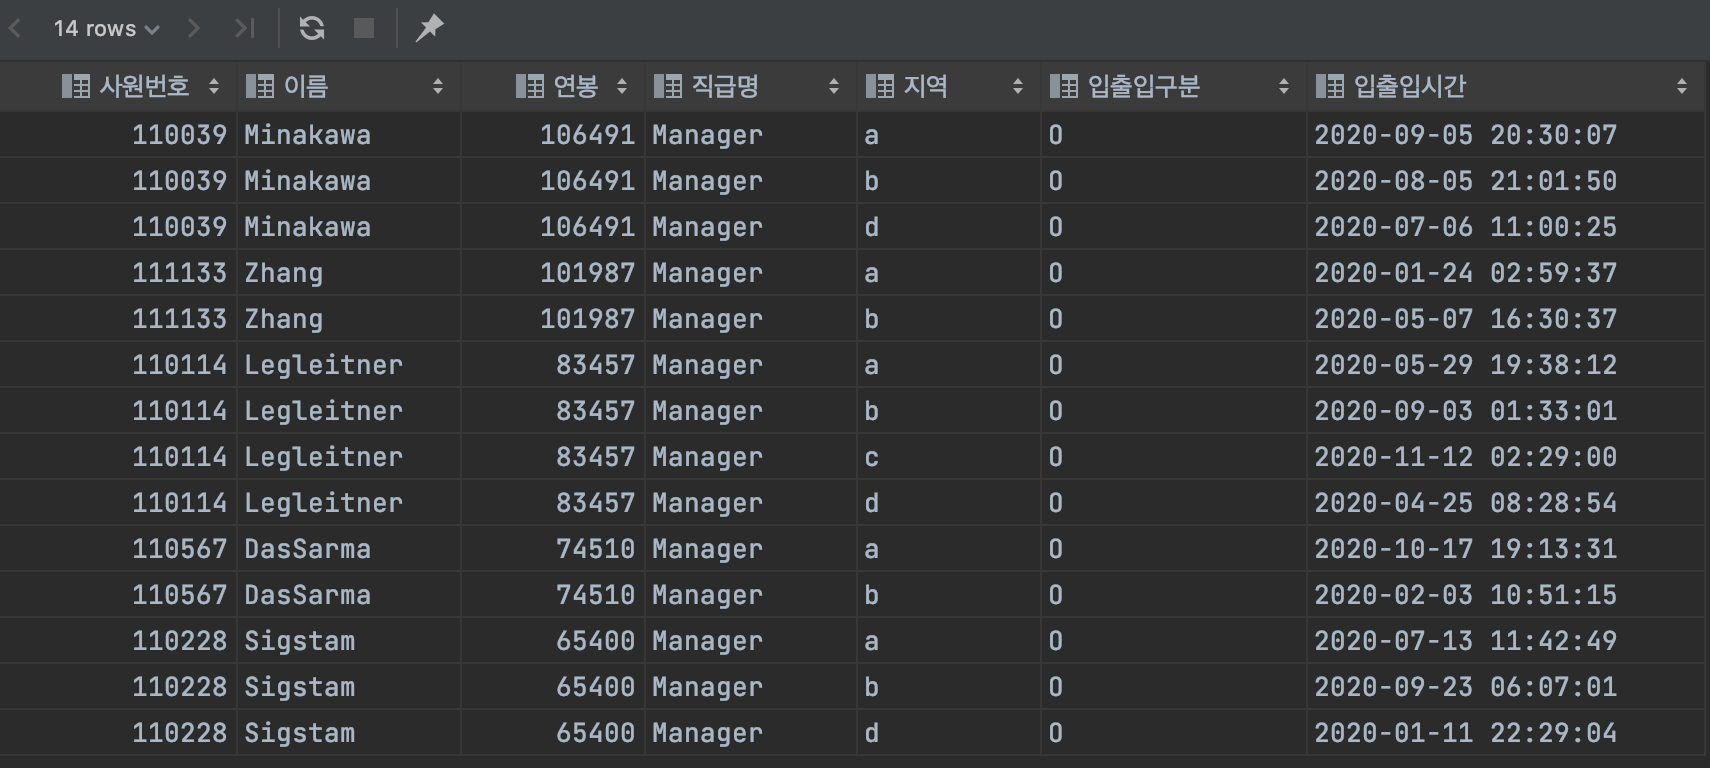 14 rows
사원번호 이름 연봉 직급명 지역 입출입구분 입출입시간
110039 Minakawa 106491 Manager a O 2020-09-05 20:30:07
110039 Minakawa 106491 Manager b O 2020-08-05 21:01:50
110039 Minakawa 106491 Manager d O 2020-07-06 11:00:25
111133 Zhang 101987 Manager a O 2020-01-24 02:59:37
111133 Zhang 101987 Manager b O 2020-05-07 16:30:37
110114 Legleitner 83457 Manager a O 2020-05-29 19:38:12
110114 Legleitner 83457 Manager b O 2020-09-03 01:33:01
110114 Legleitner 83457 Manager c O 2020-11-12 02:29:00
110114 Legleitner 83457 Manager d O 2020-04-25 08:28:54
110567 DasSarma 74510 Manager a O 2020-10-17 19:13:31
110567 DasSarma 74510 Manager b O 2020-02-03 10:51:15
110228 Sigstam 65400 Manager a O 2020-07-13 11:42:49
110228 Sigstam 65400 Manager b O 2020-09-23 06:07:01
110228 Sigstam 65400 Manager d O 2020-01-11 22:29:04